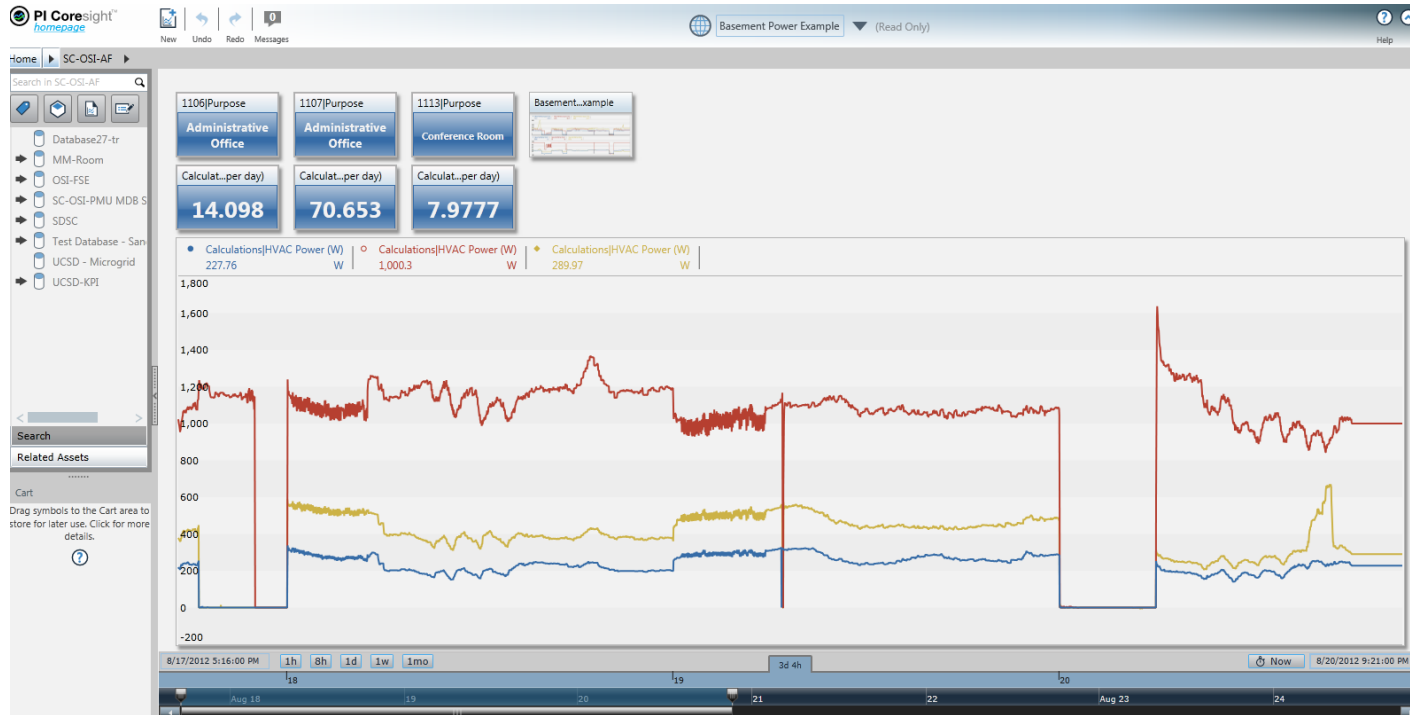 PI Coresight™
homepage
New Undo Redo Messages
0
Basement Power Example (Read Only)
Help
Home SC-OSI-AF
Search in SC-OSI-AF
Database27-tr
MM-Room
OSI-FSE
SC-OSI-PMU MDB S
SDSC
Test Database - San
UCSD - Microgrid
UCSD-KPI
Search
Related Assets
Cart
Drag symbols to the Cart area to
store for later use. Click for more
details.
1106|Purpose
Administrative
Office
1107|Purpose
Administrative
Office
1113|Purpose
Conference Room
Basement...xample
Calculat...per day)
14.098
Calculat...per day)
70.653
Calculat...per day)
7.9777
Calculations|HVAC Power (W)
227.76 W
Calculations|HVAC Power (W)
1,000.3 W
Calculations|HVAC Power (W)
289.97 W
1,800
1,600
1,400
1,200
1,000
800
600
400
200
0
-200
8/17/2012 5:16:00 PM 1h 8h 1d 1w 1mo 3d 4h Now 8/20/2012 9:21:00 PM
18 19 20
Aug 18 19 20 21 22 Aug 23 24